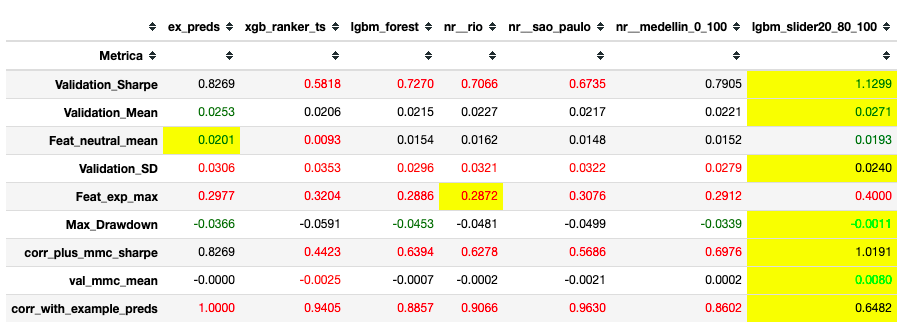 ex_preds xgb_ranker_ts lgbm_forest nr__rio nr__sao_paulo nr__medellin_0_100 lgbm_slider20_80_100
Metrica
Validation_Sharpe 0.8269 0.5818 0.7270 0.7066 0.6735 0.7905 1.1299
Validation_Mean 0.0253 0.0206 0.0215 0.0227 0.0217 0.0221 0.0271
Feat_neutral_mean 0.0201 0.0093 0.0154 0.0162 0.0148 0.0152 0.0193
Validation_SD 0.0306 0.0353 0.0296 0.0321 0.0322 0.0279 0.0240
Feat_exp_max 0.2977 0.3204 0.2886 0.2872 0.3076 0.2912 0.4000
Max_Drawdown -0.0366 -0.0591 -0.0453 -0.0481 -0.0499 -0.0339 -0.0011
corr_plus_mmc_sharpe 0.8269 0.4423 0.6394 0.6278 0.5686 0.6976 1.0191
val_mmc_mean -0.0000 -0.0025 -0.0007 -0.0002 -0.0021 0.0002 0.0080
corr_with_example_preds 1.0000 0.9405 0.8857 0.9066 0.9630 0.8602 0.6482